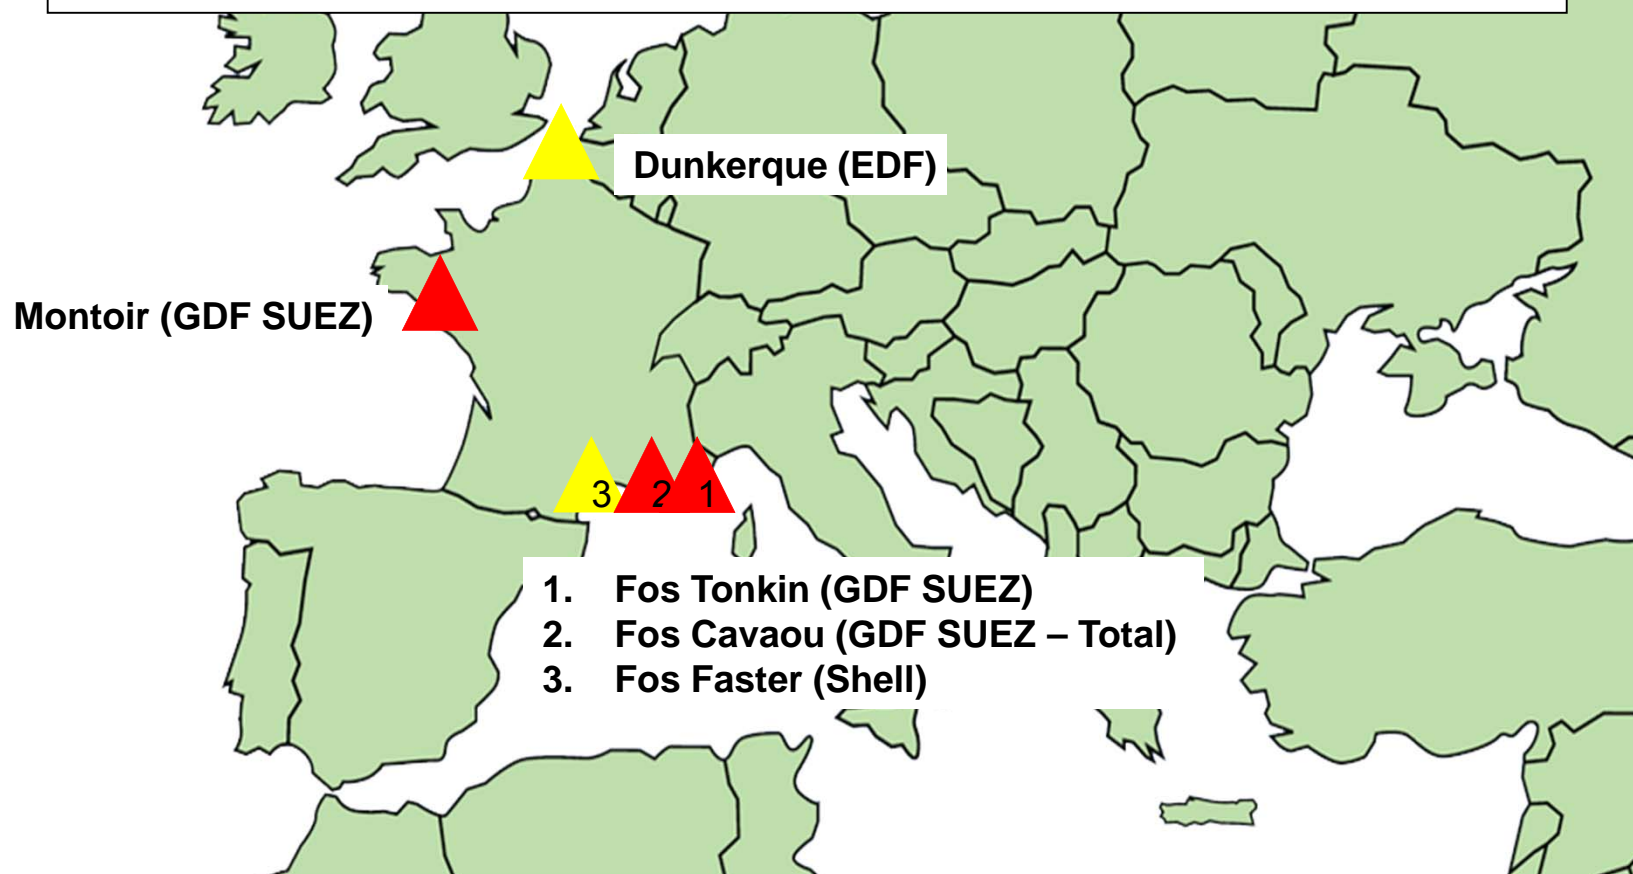 Dunkerque (EDF)
Montoir (GDF SUEZ)
3 2 1
1. Fos Tonkin (GDF SUEZ)
2. Fos Cavaou (GDF SUEZ – Total)
3. Fos Faster (Shell)